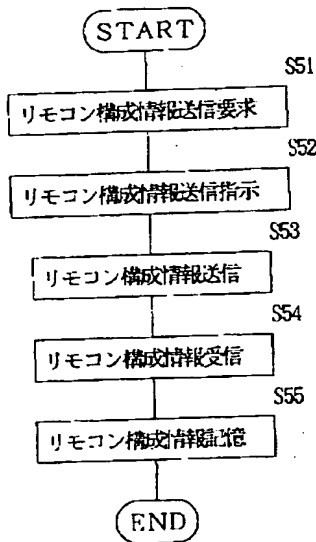 START
S51
リモコン構成情報送信要求
S52
リモコン構成情報送信指示
S53
リモコン構成情報送信
S54
リモコン構成情報受信
S55
リモコン構成情報記憶
END